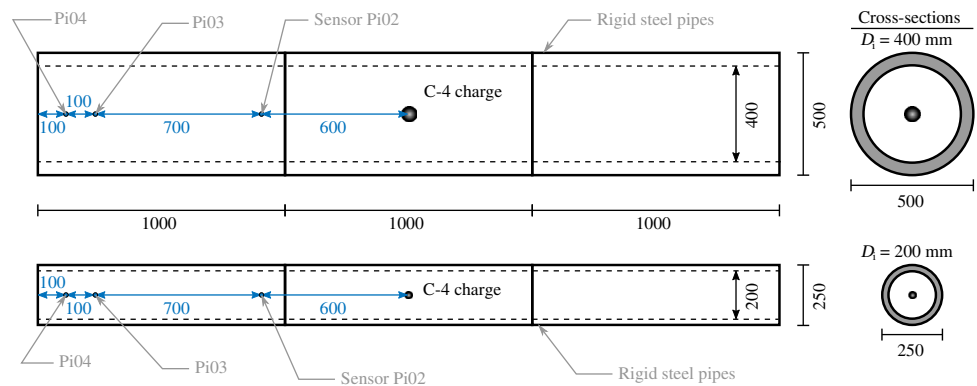 Pi04
Pi03
Sensor Pi02
Rigid steel pipes
Cross-sections
D_i = 400 mm
C-4 charge
100
100
700
600
400
500
500
1000
1000
1000
D_i = 200 mm
100
100
700
600
C-4 charge
200
250
250
Pi04
Pi03
Sensor Pi02
Rigid steel pipes